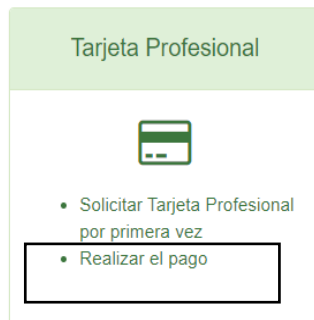 Tarjeta Profesional
• Solicitar Tarjeta Profesional
por primera vez
• Realizar el pago